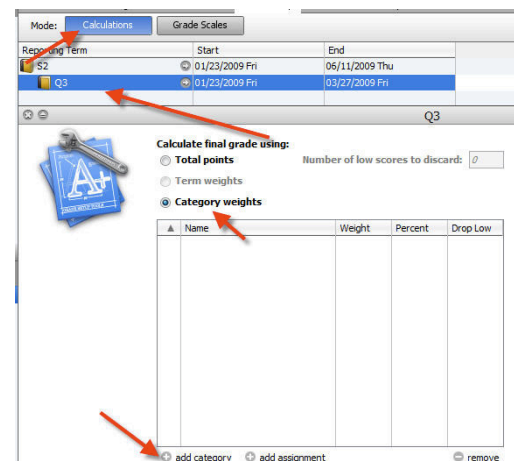 Mode: Calculations Grade Scales
Reporting Term Start End
S2 01/23/2009 Fri 06/11/2009 Thu
Q3 01/23/2009 Fri 03/27/2009 Fri
Q3
Calculate final grade using:
Total points Number of low scores to discard: 0
Term weights
Category weights
Name Weight Percent Drop Low
add category add assignment remove
A+